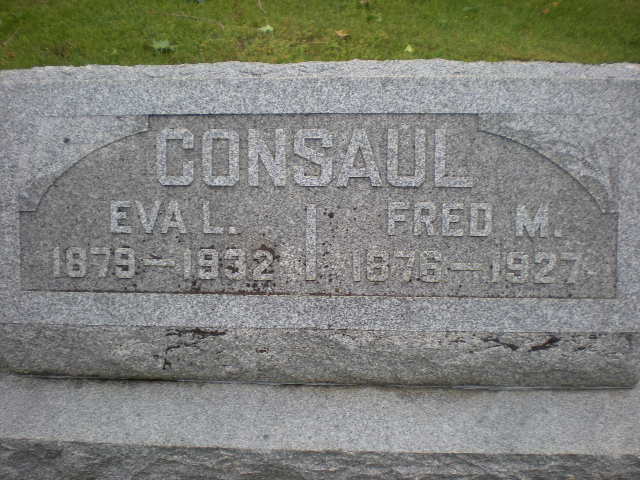 CONSAUL
EVA L.
1879—1932
FRED M.
1876—1927